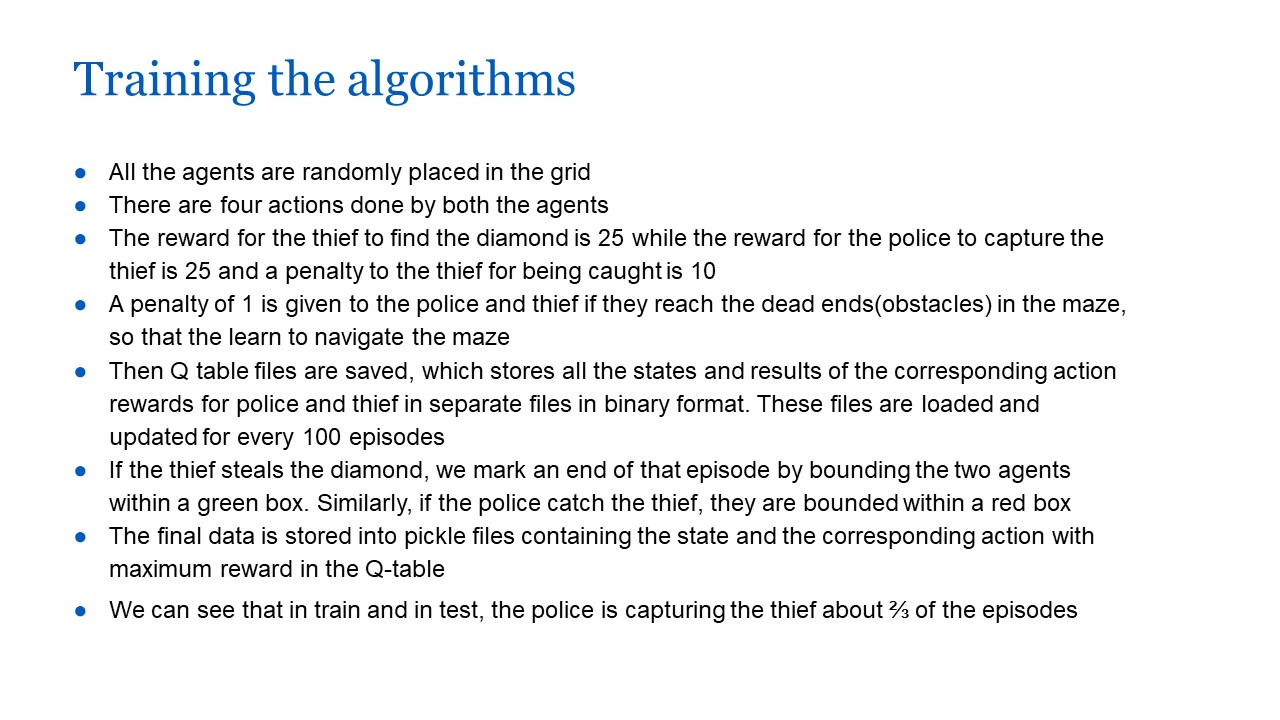 Training the algorithms
● All the agents are randomly placed in the grid
● There are four actions done by both the agents
● The reward for the thief to find the diamond is 25 while the reward for the police to capture the
thief is 25 and a penalty to the thief for being caught is 10
● A penalty of 1 is given to the police and thief if they reach the dead ends(obstacles) in the maze,
so that the learn to navigate the maze
● Then Q table files are saved, which stores all the states and results of the corresponding action
rewards for police and thief in separate files in binary format. These files are loaded and
updated for every 100 episodes
● If the thief steals the diamond, we mark an end of that episode by bounding the two agents
within a green box. Similarly, if the police catch the thief, they are bounded within a red box
● The final data is stored into pickle files containing the state and the corresponding action with
maximum reward in the Q-table
● We can see that in train and in test, the police is capturing the thief about ⅔ of the episodes